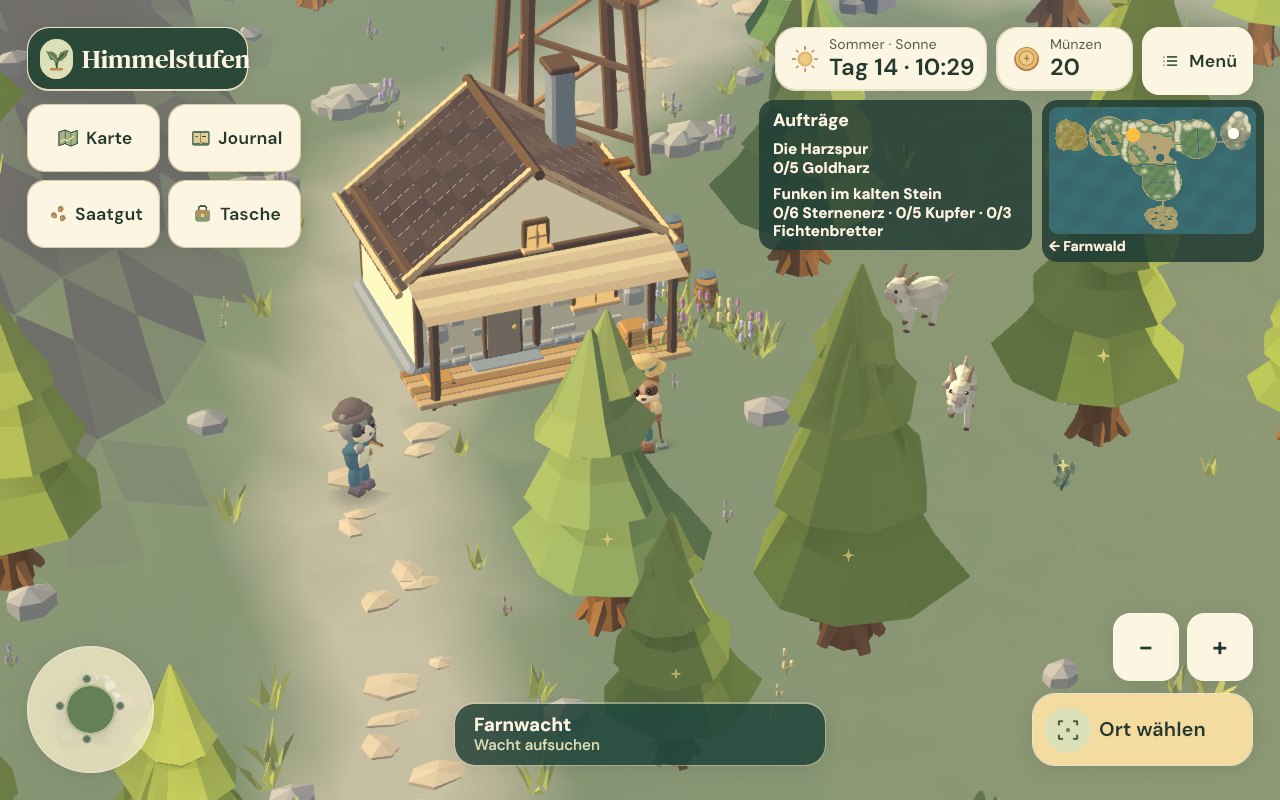 Himmelstufen
Sommer · Sonne
Tag 14 · 10:29
Münzen
20
Menü
Karte
Journal
Saatgut
Tasche
Aufträge
Die Harzspur
0/5 Goldharz
Funken im kalten Stein
0/6 Sternenerz · 0/5 Kupfer · 0/3
Fichtenbretter
← Farnwald
−
+
Ort wählen
Farnwacht
Wacht aufsuchen